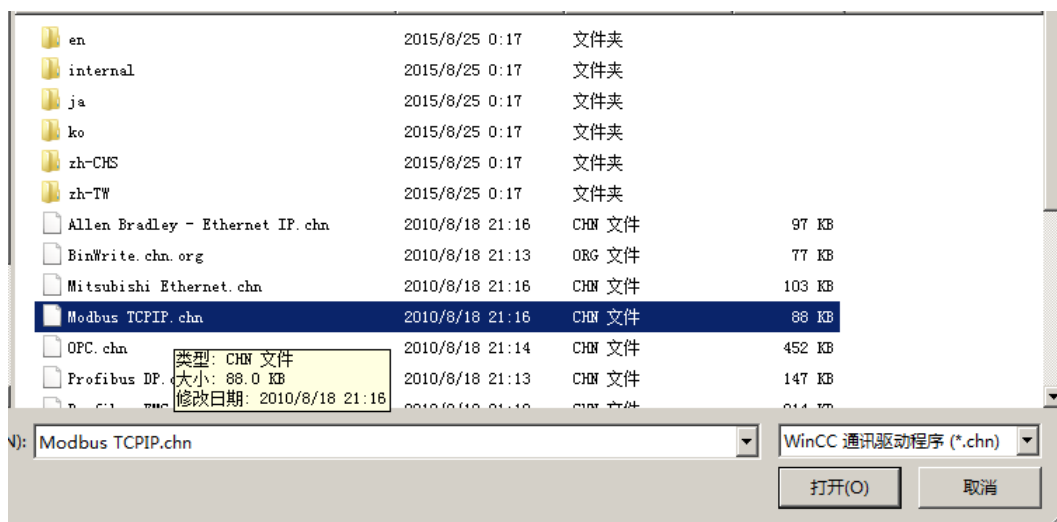 en 2015/8/25 0:17 文件夹
internal 2015/8/25 0:17 文件夹
ja 2015/8/25 0:17 文件夹
ko 2015/8/25 0:17 文件夹
zh-CHS 2015/8/25 0:17 文件夹
zh-TW 2015/8/25 0:17 文件夹
Allen Bradley - Ethernet IP.chn 2010/8/18 21:16 CHN 文件 97 KB
BinWrite.chn.org 2010/8/18 21:13 ORG 文件 77 KB
Mitsubishi Ethernet.chn 2010/8/18 21:16 CHN 文件 103 KB
Modbus TCPIP.chn 2010/8/18 21:16 CHN 文件 88 KB
OPC.chn 2010/8/18 21:14 CHN 文件 452 KB
Profibus DP. 2010/8/18 21:13 CHN 文件 147 KB
类型: CHN 文件
大小: 88.0 KB
修改日期: 2010/8/18 21:16
N): Modbus TCPIP.chn WinCC 通讯驱动程序 (*.chn)
打开(O) 取消